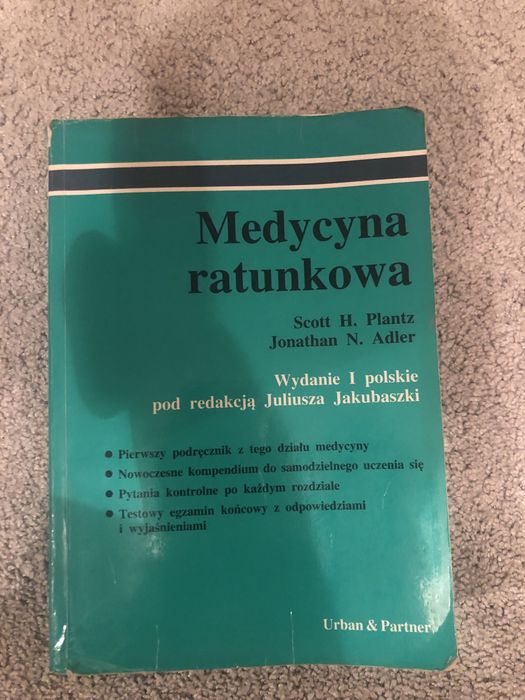 Medycyna
ratunkowa
Scott H. Plantz
Jonathan N. Adler
Wydanie I polskie
pod redakcją Juliusza Jakubaszki
● Pierwszy podręcznik z tego działu medycyny
● Nowoczesne kompendium do samodzielnego uczenia się
● Pytania kontrolne po każdym rozdziale
● Testowy egzamin końcowy z odpowiedziami
i wyjaśnieniami
Urban & Partner